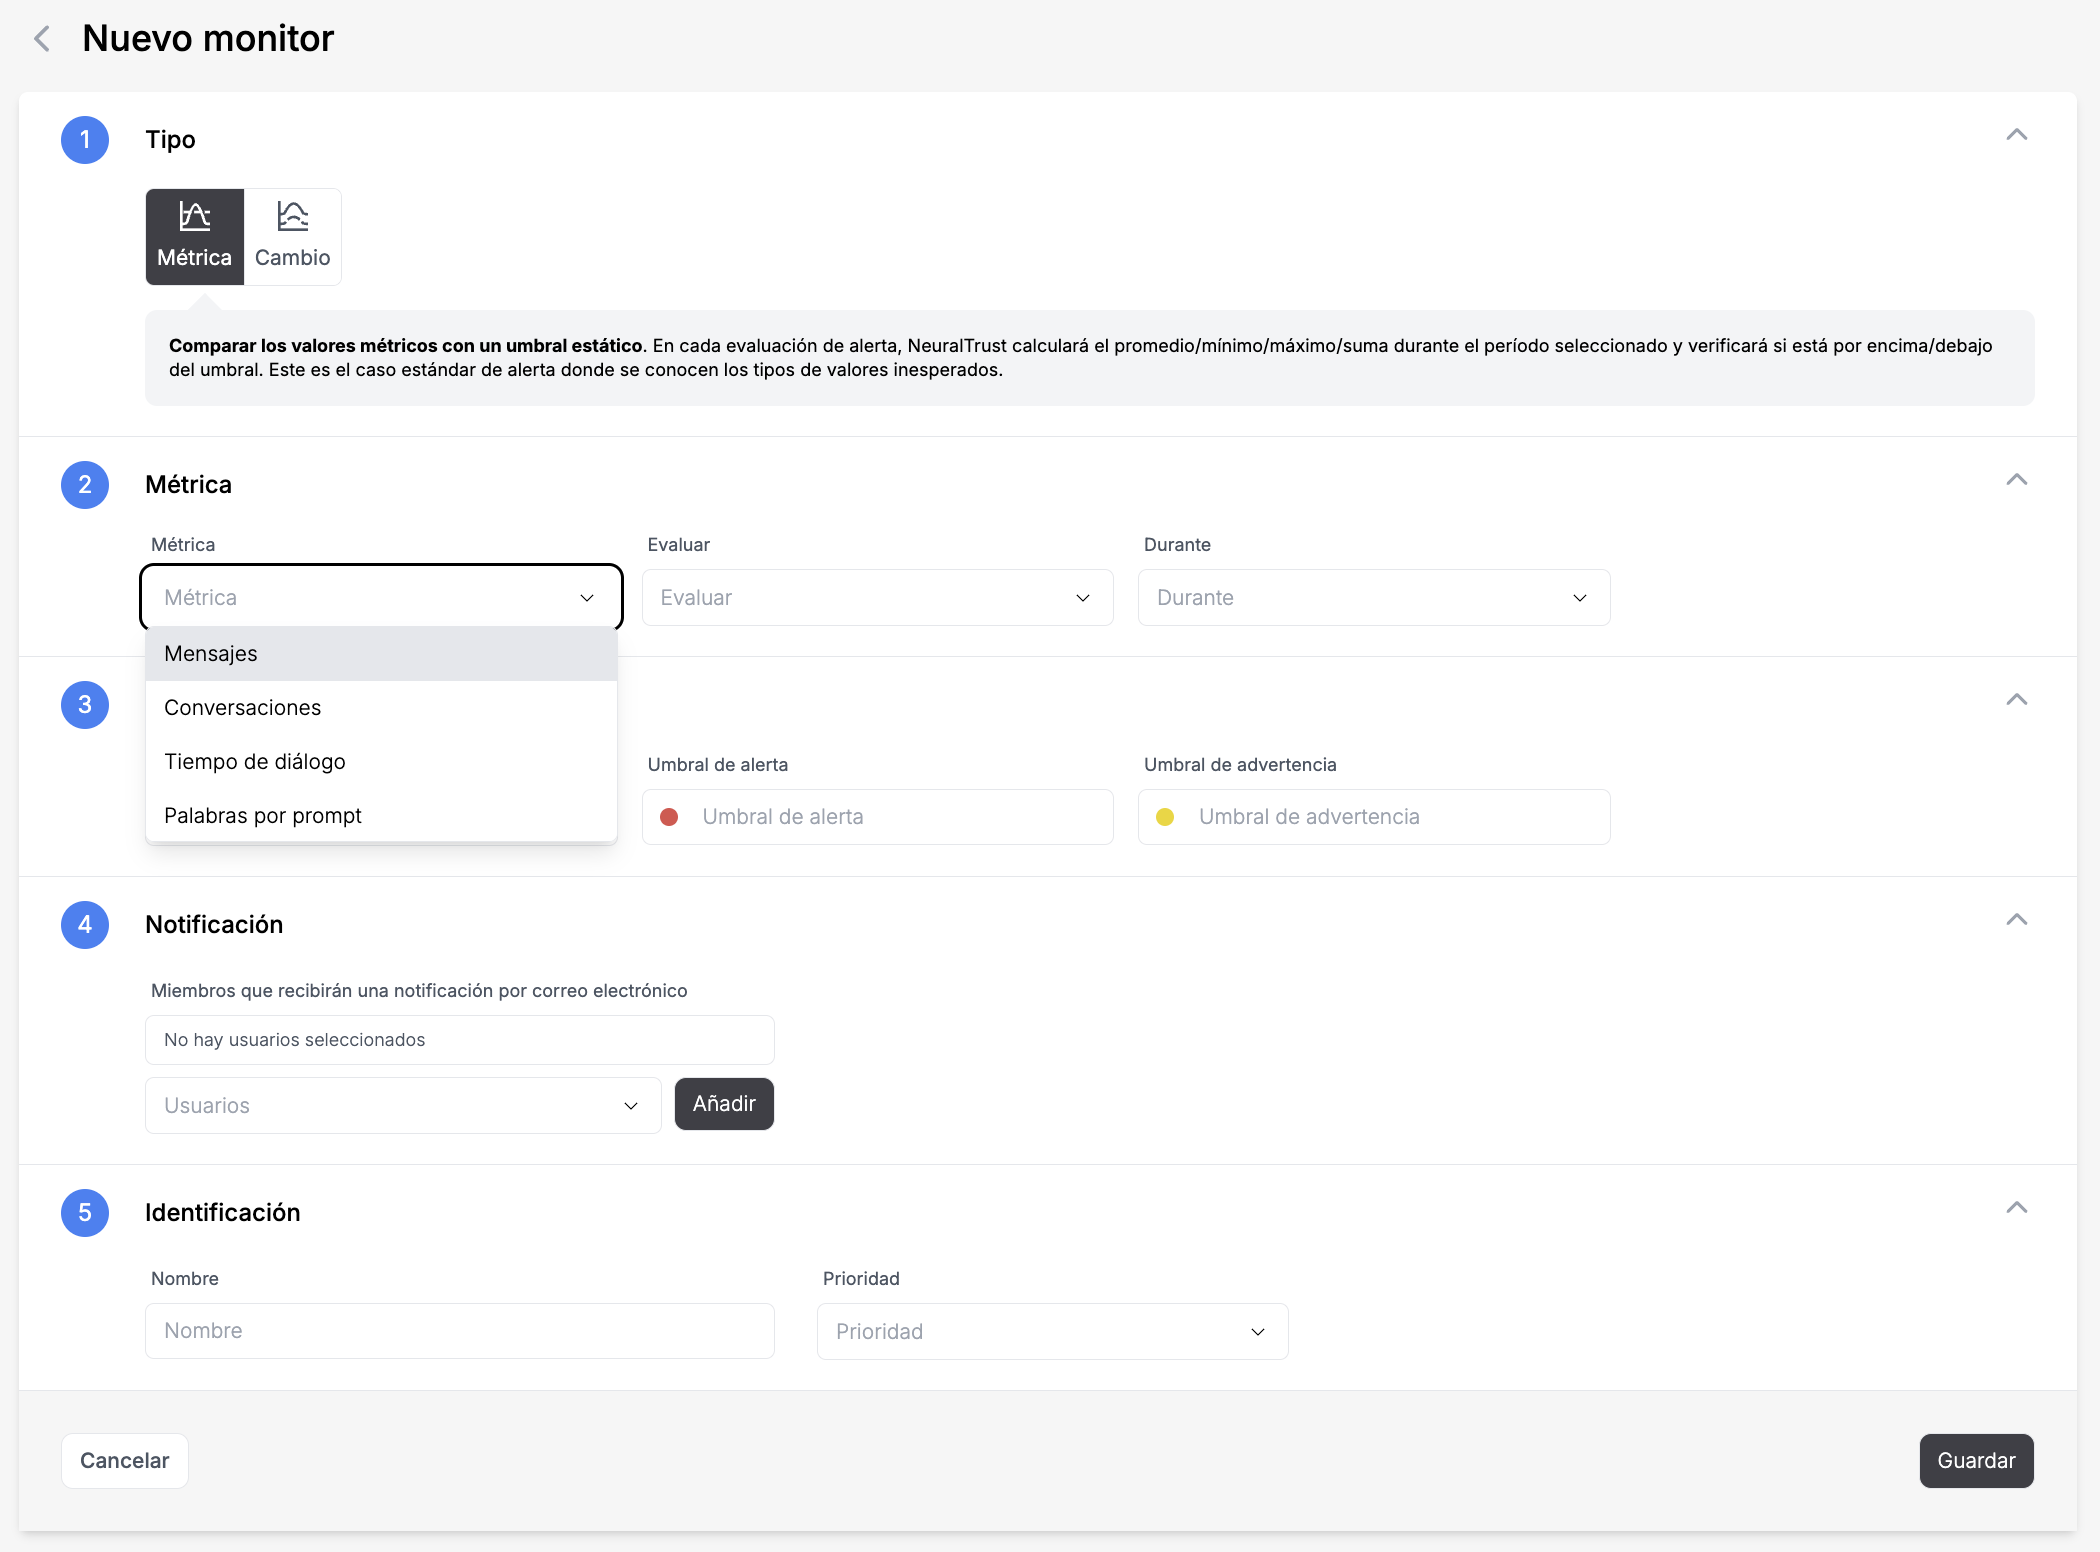 Nuevo monitor
1
Tipo
Métrica
Cambio
Comparar los valores métricos con un umbral estático. En cada evaluación de alerta, NeuralTrust calculará el promedio/mínimo/máximo/suma durante el período seleccionado y verificará si está por encima/debajo
del umbral. Este es el caso estándar de alerta donde se conocen los tipos de valores inesperados.
2
Métrica
Métrica
Evaluar
Durante
Métrica
Evaluar
Durante
Mensajes
Conversaciones
Tiempo de diálogo
Palabras por prompt
3
Umbral de alerta
Umbral de advertencia
Umbral de alerta
Umbral de advertencia
4
Notificación
Miembros que recibirán una notificación por correo electrónico
No hay usuarios seleccionados
Usuarios
Añadir
5
Identificación
Nombre
Prioridad
Nombre
Prioridad
Cancelar
Guardar